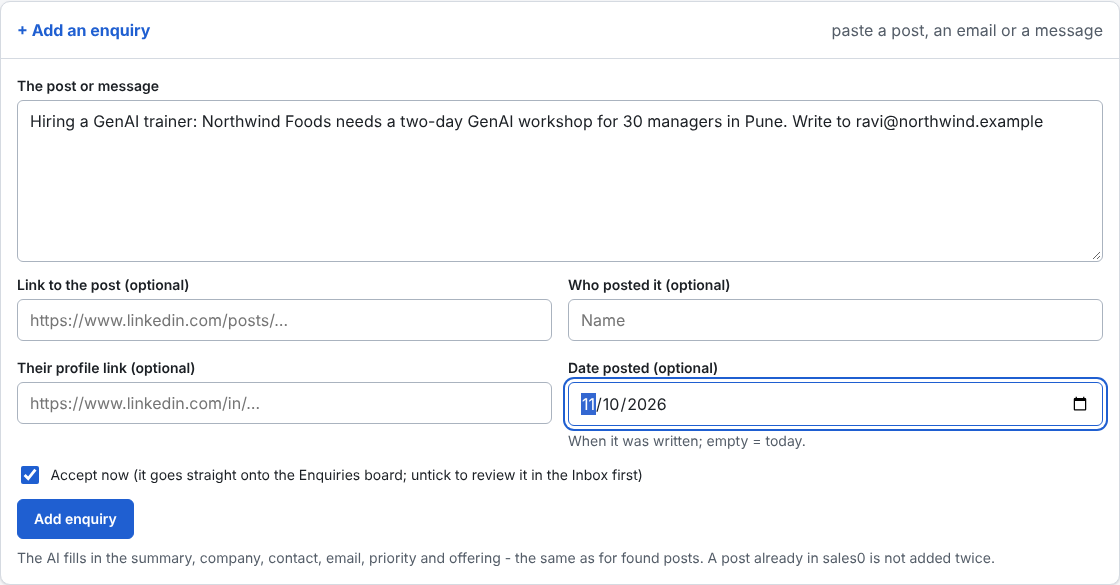 + Add an enquiry
paste a post, an email or a message
The post or message
Hiring a GenAI trainer: Northwind Foods needs a two-day GenAI workshop for 30 managers in Pune. Write to ravi@northwind.example
Link to the post (optional)
Who posted it (optional)
https://www.linkedin.com/posts/...
Name
Their profile link (optional)
Date posted (optional)
https://www.linkedin.com/in/...
11/10/2026
When it was written; empty = today.
Accept now (it goes straight onto the Enquiries board; untick to review it in the Inbox first)
Add enquiry
The AI fills in the summary, company, contact, email, priority and offering - the same as for found posts. A post already in sales0 is not added twice.